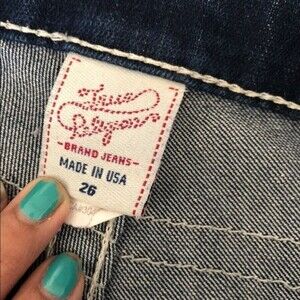 True
Religion
-BRAND JEANS-
MADE IN USA
26